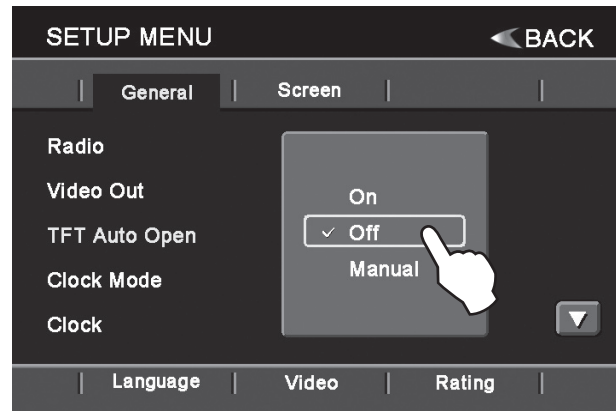 SETUP MENU
BACK
General
Screen
Radio
Video Out
TFT Auto Open
Clock Mode
Clock
On
✓ Off
Manual
Language
Video
Rating